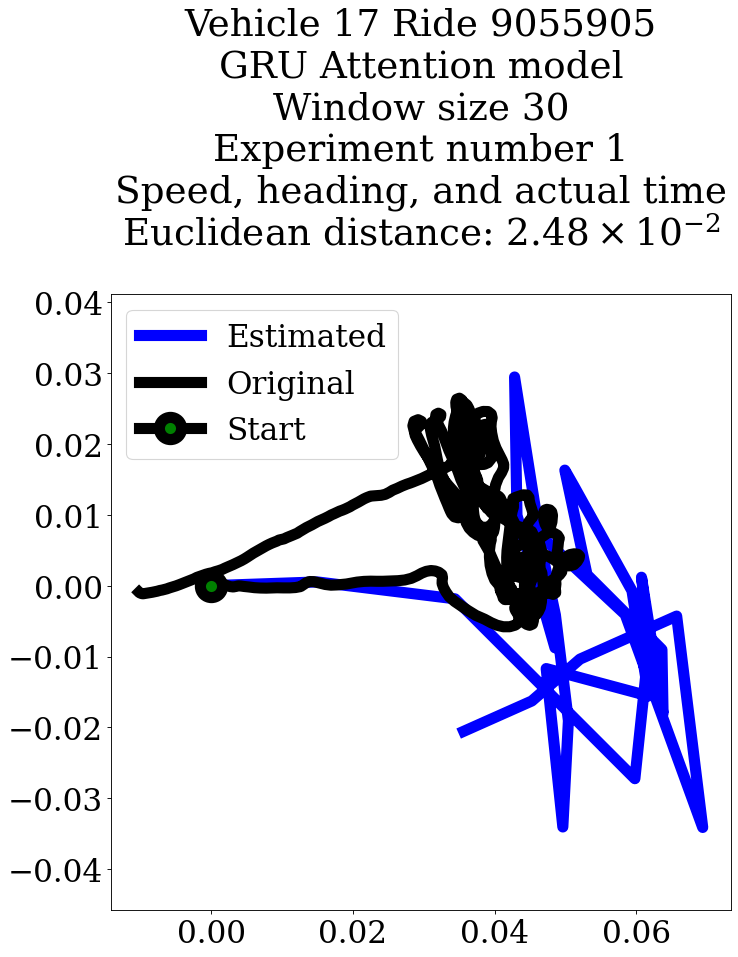 Vehicle 17 Ride 9055905
GRU Attention model
Window size 30
Experiment number 1
Speed, heading, and actual time
Euclidean distance: 2.48 × 10⁻²
0.04
0.03
0.02
0.01
0.00
−0.01
−0.02
−0.03
−0.04
Estimated
Original
Start
0.00 0.02 0.04 0.06